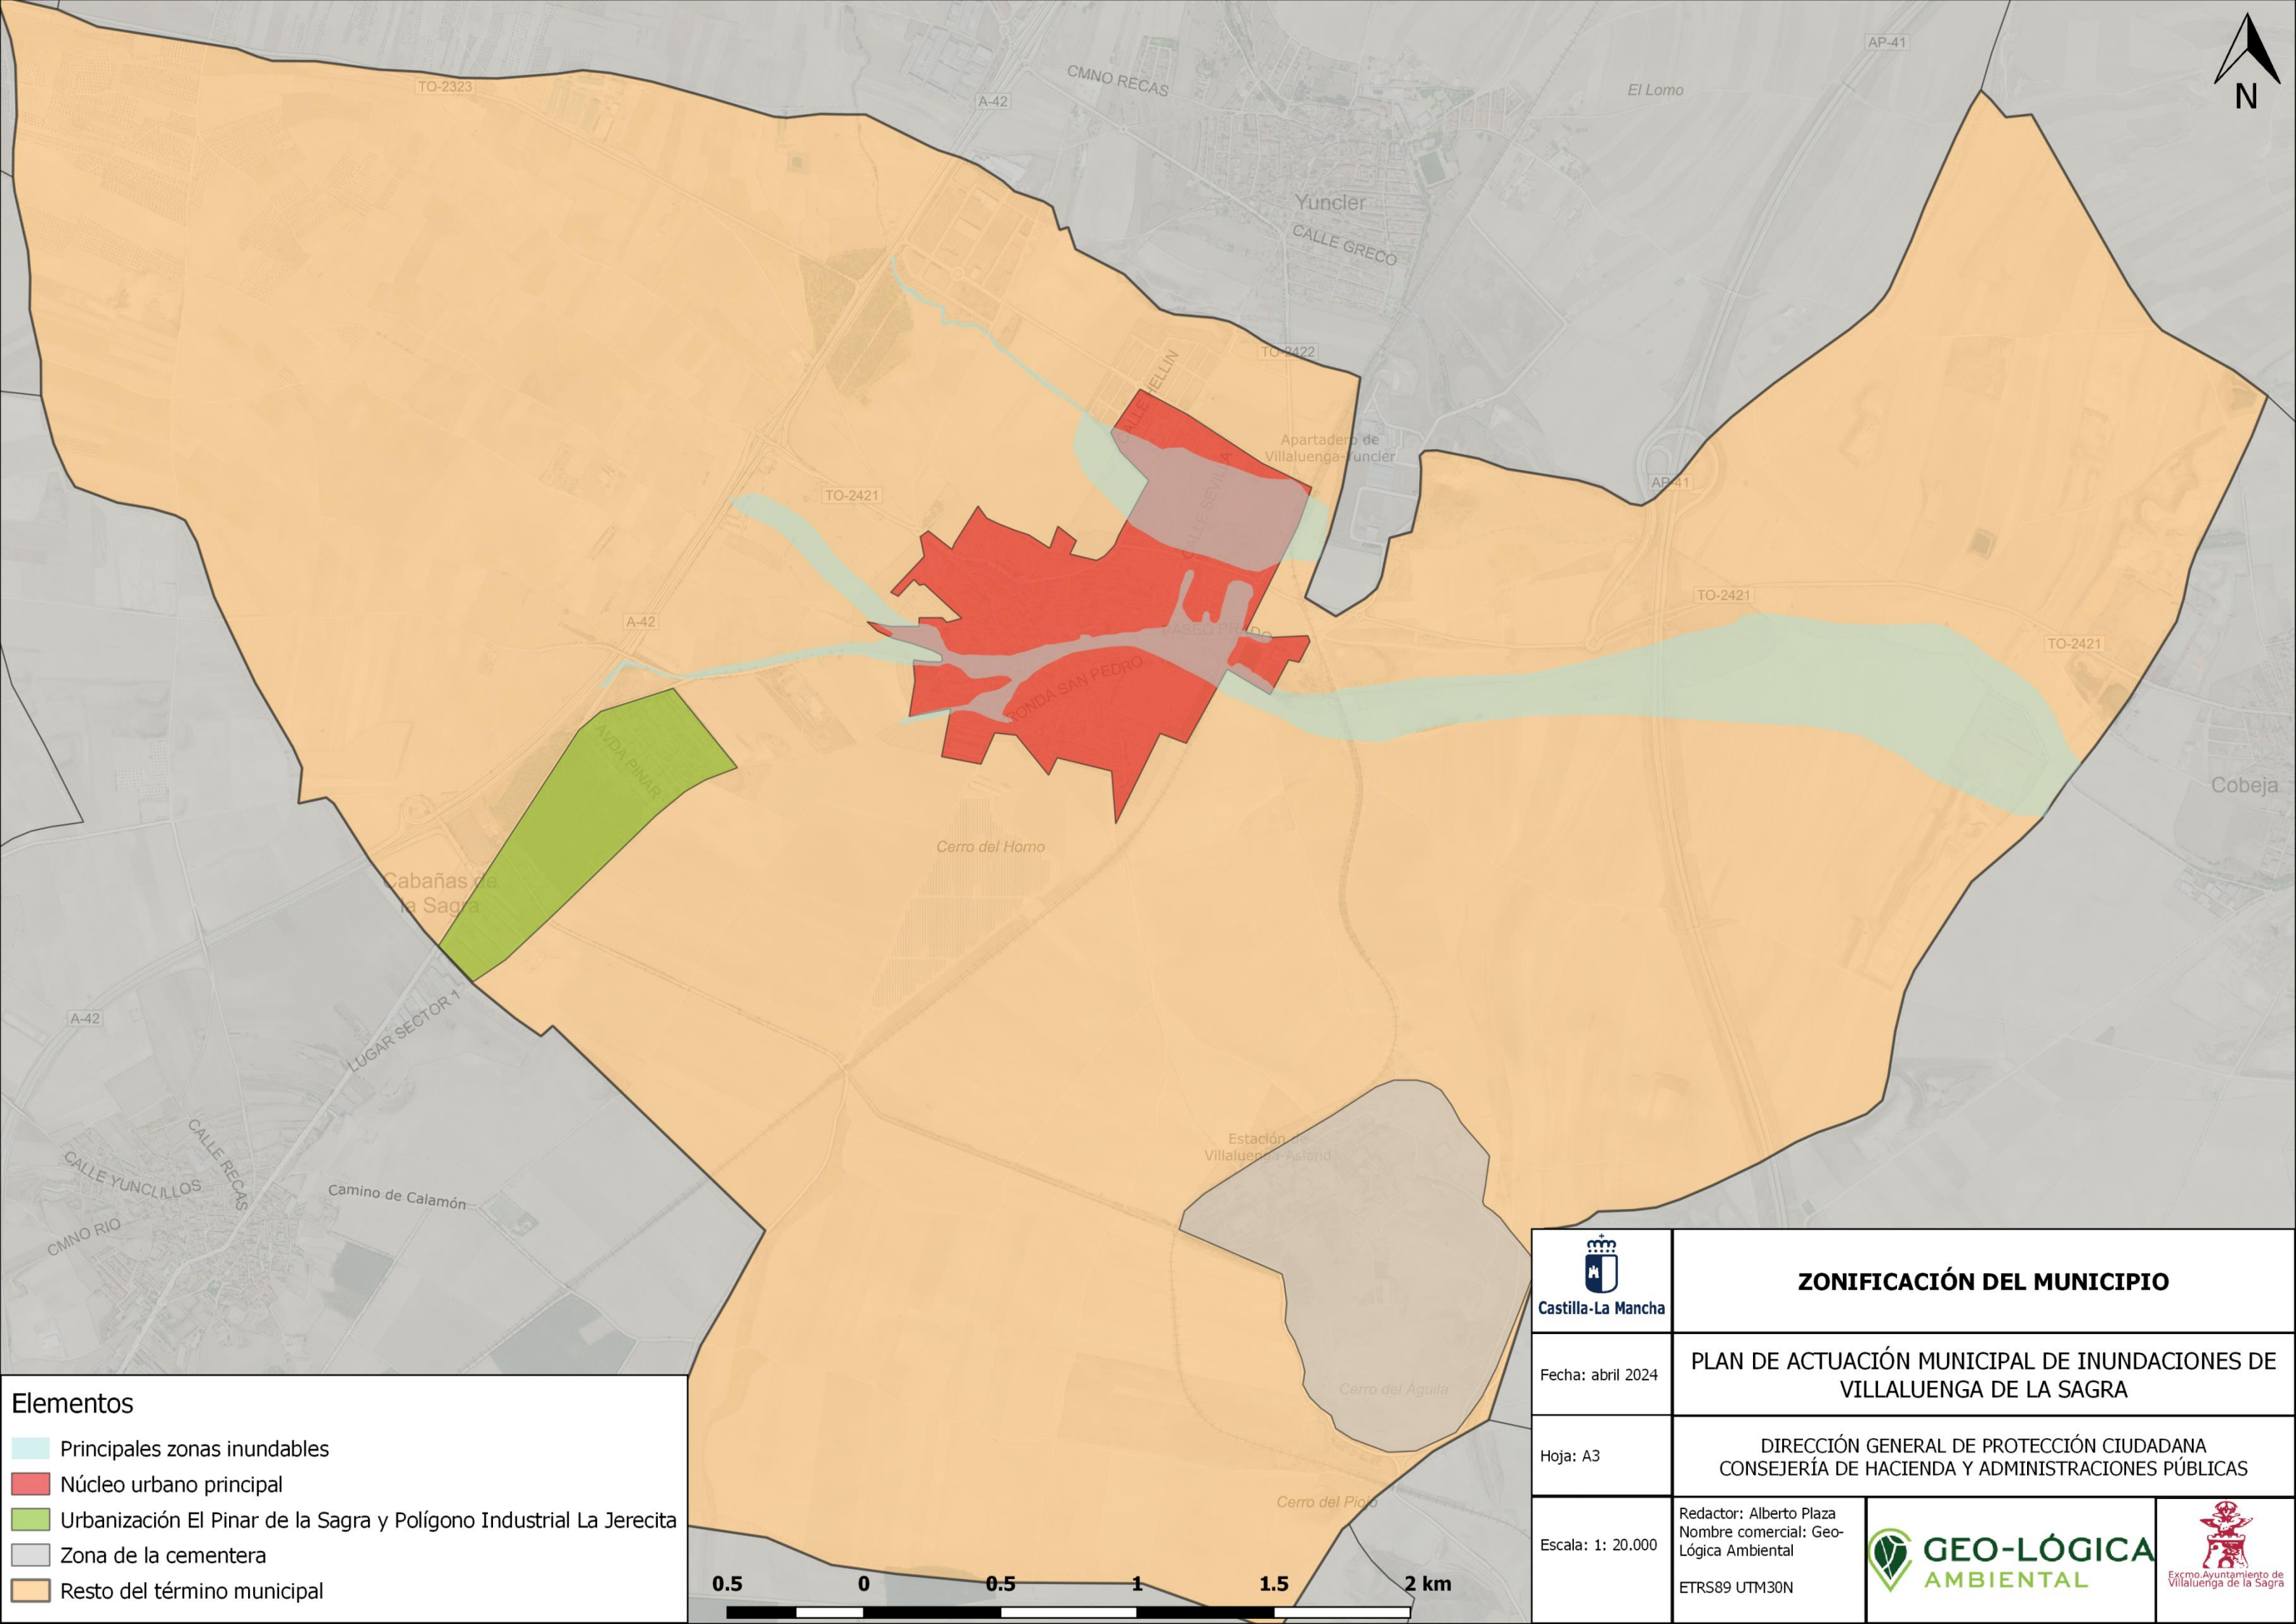 AP-41
CMNO RECAS
TO-2323
A-42
El Lomo
N
Yuncler
CALLE GRECO
TO-2422
CALLE HELLIN
Apartadero de
Villaluenga-Yuncler
AP-41
CALLE SEVILLA
TO-2421
TO-2421
A-42
PASEO PRADO
TO-2421
RONDA SAN PEDRO
AVDA PINAR
Cobeja
Cerro del Horno
Cabañas de
la Sagra
A-42
LUGAR SECTOR 1
Estación de
Villaluenga-Asland
CALLE RECAS
CALLE YUNCLILLOS
Camino de Calamón
CMNO RIO
Cerro del Águila
Cerro del Piojo
Elementos
Principales zonas inundables
Núcleo urbano principal
Urbanización El Pinar de la Sagra y Polígono Industrial La Jerecita
Zona de la cementera
Resto del término municipal
0.5 0 0.5 1 1.5 2 km
Castilla-La Mancha
ZONIFICACIÓN DEL MUNICIPIO
Fecha: abril 2024
PLAN DE ACTUACIÓN MUNICIPAL DE INUNDACIONES DE
VILLALUENGA DE LA SAGRA
Hoja: A3
DIRECCIÓN GENERAL DE PROTECCIÓN CIUDADANA
CONSEJERÍA DE HACIENDA Y ADMINISTRACIONES PÚBLICAS
Escala: 1: 20.000
Redactor: Alberto Plaza
Nombre comercial: Geo-
Lógica Ambiental
ETRS89 UTM30N
GEO-LÓGICA
AMBIENTAL
Excmo.Ayuntamiento de
Villaluenga de la Sagra